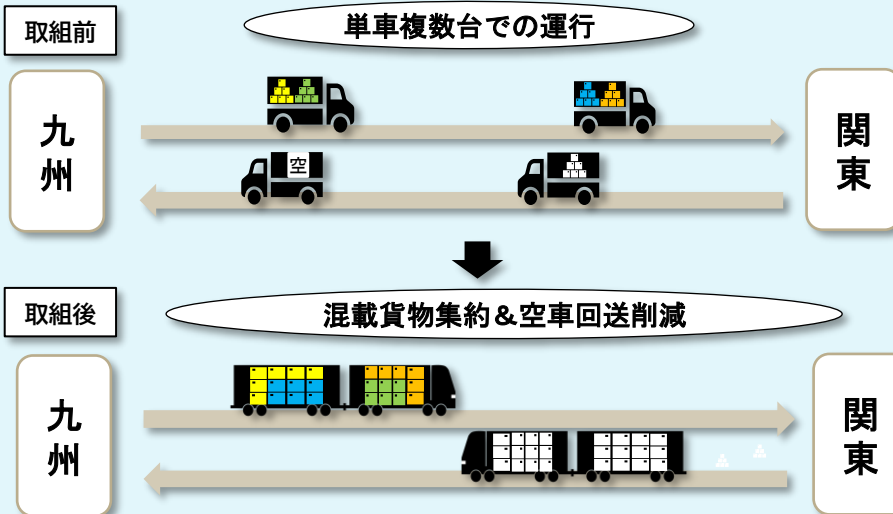 取組前
単車複数台での運行
九州
関東
空
取組後
混載貨物集約&空車回送削減
九州
関東